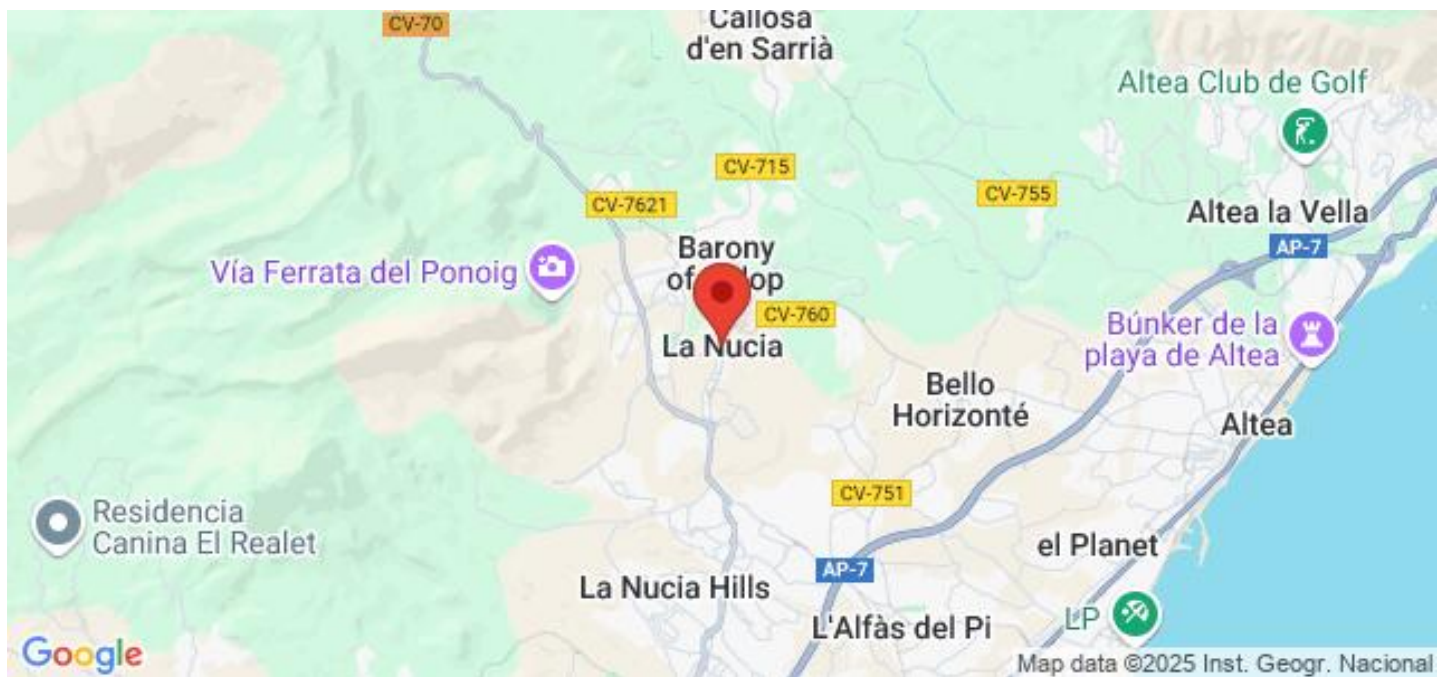 CV-70
Callosa
d'en Sarrià
Altea Club de Golf
CV-715
CV-755
CV-7621
Altea la Vella
AP-7
Barony
Vía Ferrata del Ponoig
CV-760
Búnker de la
playa de Altea
La Nucia
Bello
Horizonté
Altea
CV-751
Residencia
Canina El Realet
el Planet
AP-7
La Nucia Hills
L'Alfàs del Pi
LP
Google
Map data ©2025 Inst. Geogr. Nacional